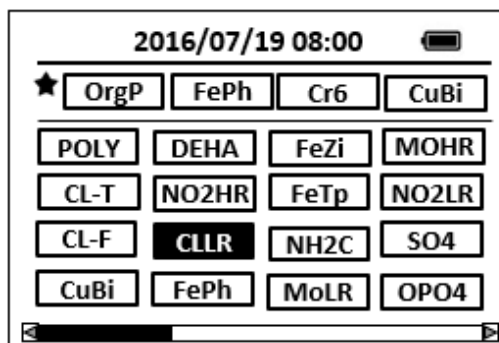 2016/07/19 08:00
OrgP FePh Cr6 CuBi
POLY DEHA FeZi MOHR
CL-T NO2HR FeTp NO2LR
CL-F CLLR NH2C SO4
CuBi FePh MoLR OPO4